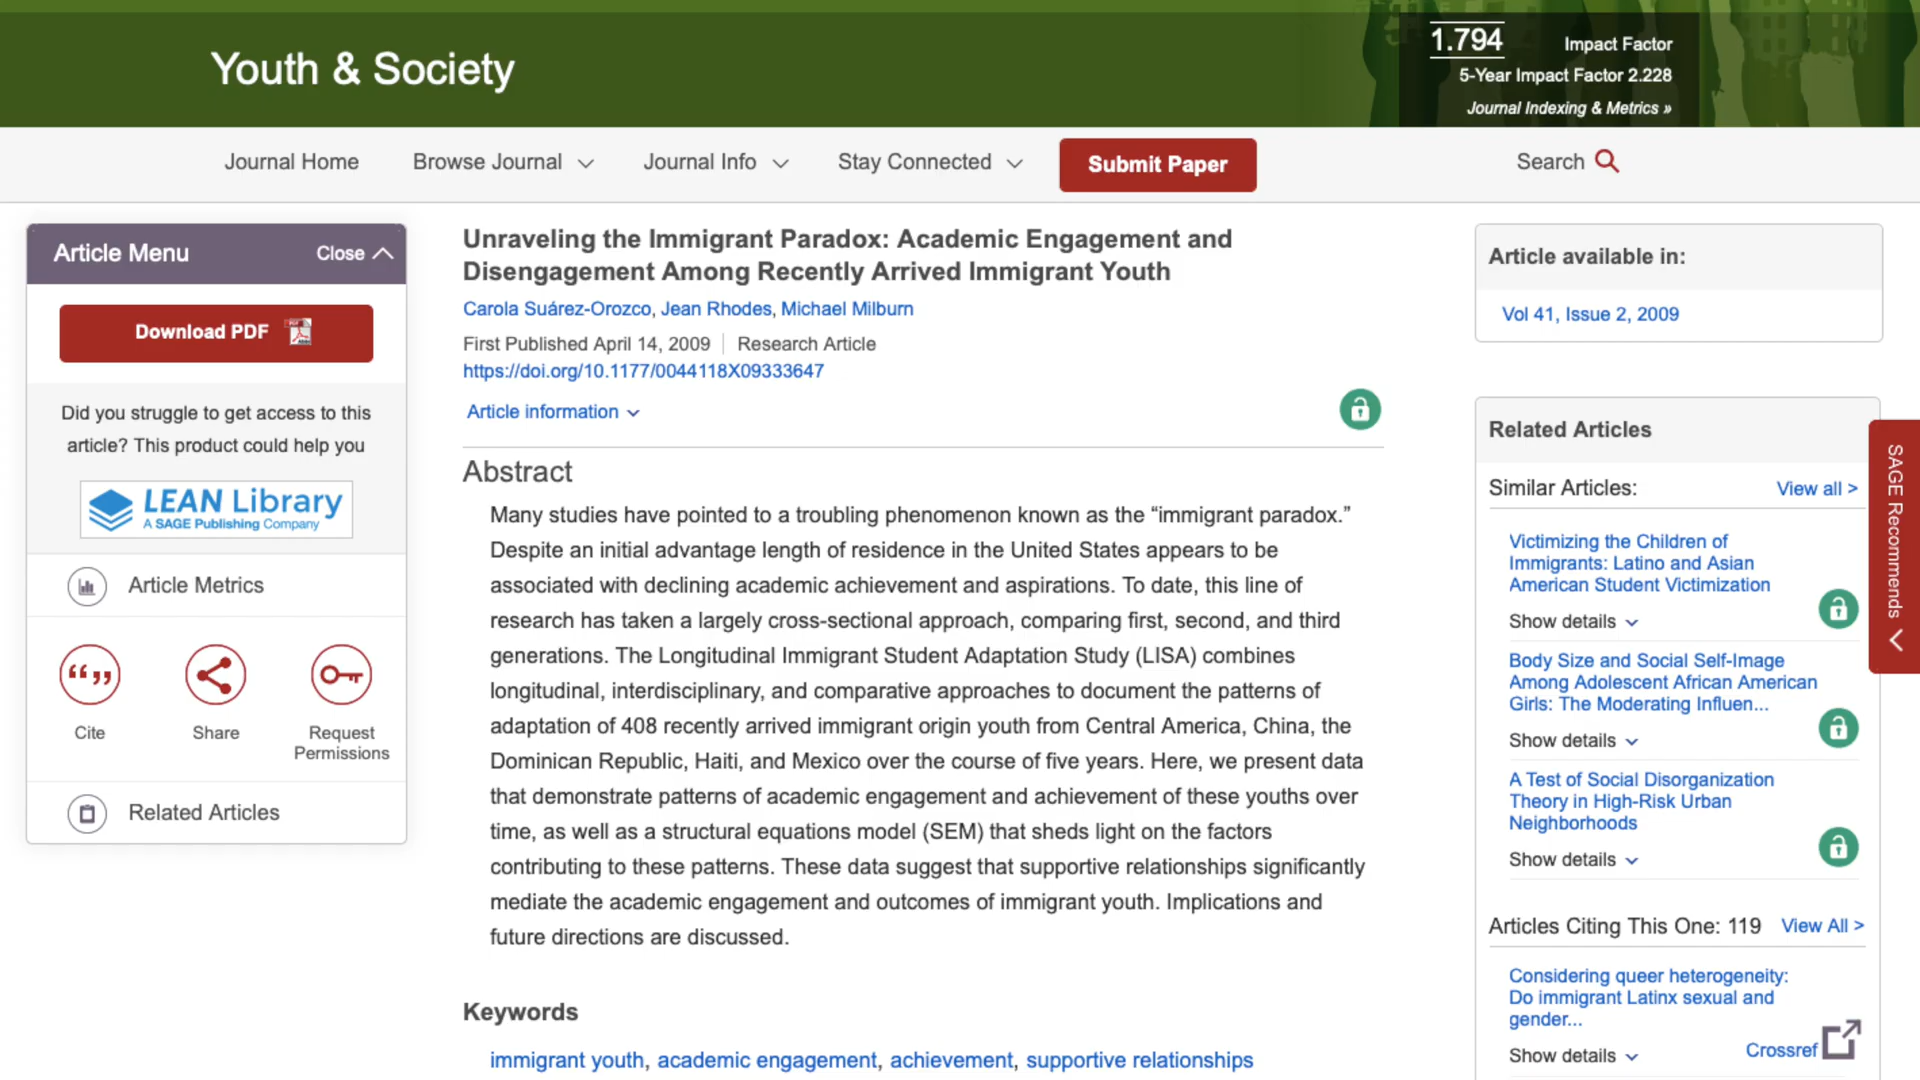 Youth & Society
1.794 Impact Factor
5-Year Impact Factor 2.228
Journal Indexing & Metrics »
Journal Home
Browse Journal
Journal Info
Stay Connected
Submit Paper
Search
Article Menu
Close
Download PDF
Did you struggle to get access to this
article? This product could help you
LEAN Library
A SAGE Publishing Company
Article Metrics
Cite
Share
Request
Permissions
Related Articles
Unraveling the Immigrant Paradox: Academic Engagement and
Disengagement Among Recently Arrived Immigrant Youth
Carola Suárez-Orozco, Jean Rhodes, Michael Milburn
First Published April 14, 2009 | Research Article
https://doi.org/10.1177/0044118X09333647
Article information
Abstract
Many studies have pointed to a troubling phenomenon known as the “immigrant paradox.”
Despite an initial advantage length of residence in the United States appears to be
associated with declining academic achievement and aspirations. To date, this line of
research has taken a largely cross-sectional approach, comparing first, second, and third
generations. The Longitudinal Immigrant Student Adaptation Study (LISA) combines
longitudinal, interdisciplinary, and comparative approaches to document the patterns of
adaptation of 408 recently arrived immigrant origin youth from Central America, China, the
Dominican Republic, Haiti, and Mexico over the course of five years. Here, we present data
that demonstrate patterns of academic engagement and achievement of these youths over
time, as well as a structural equations model (SEM) that sheds light on the factors
contributing to these patterns. These data suggest that supportive relationships significantly
mediate the academic engagement and outcomes of immigrant youth. Implications and
future directions are discussed.
Keywords
immigrant youth, academic engagement, achievement, supportive relationships
Article available in:
Vol 41, Issue 2, 2009
Related Articles
Similar Articles:
View all >
Victimizing the Children of
Immigrants: Latino and Asian
American Student Victimization
Show details
Body Size and Social Self-Image
Among Adolescent African American
Girls: The Moderating Influen...
Show details
A Test of Social Disorganization
Theory in High-Risk Urban
Neighborhoods
Show details
Articles Citing This One: 119
View All >
Considering queer heterogeneity:
Do immigrant Latinx sexual and
gender...
Crossref
Show details
SAGE Recommends